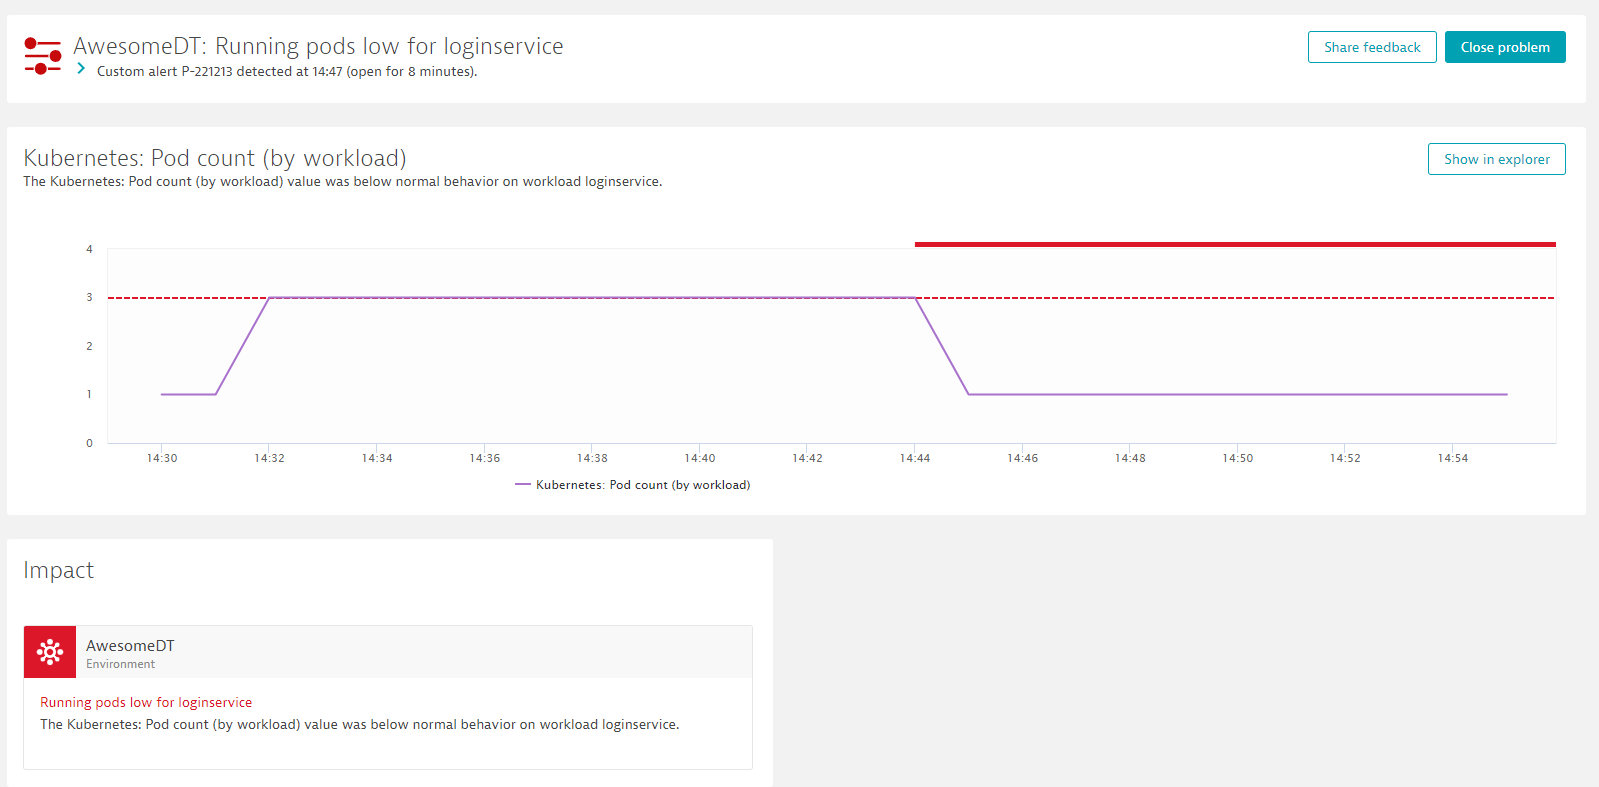 AwesomeDT: Running pods low for loginservice
Custom alert P-221213 detected at 14:47 (open for 8 minutes).
Share feedback
Close problem
Kubernetes: Pod count (by workload)
The Kubernetes: Pod count (by workload) value was below normal behavior on workload loginservice.
Show in explorer
4
3
2
1
0
14:30 14:32 14:34 14:36 14:38 14:40 14:42 14:44 14:46 14:48 14:50 14:52 14:54
Kubernetes: Pod count (by workload)
Impact
AwesomeDT
Environment
Running pods low for loginservice
The Kubernetes: Pod count (by workload) value was below normal behavior on workload loginservice.